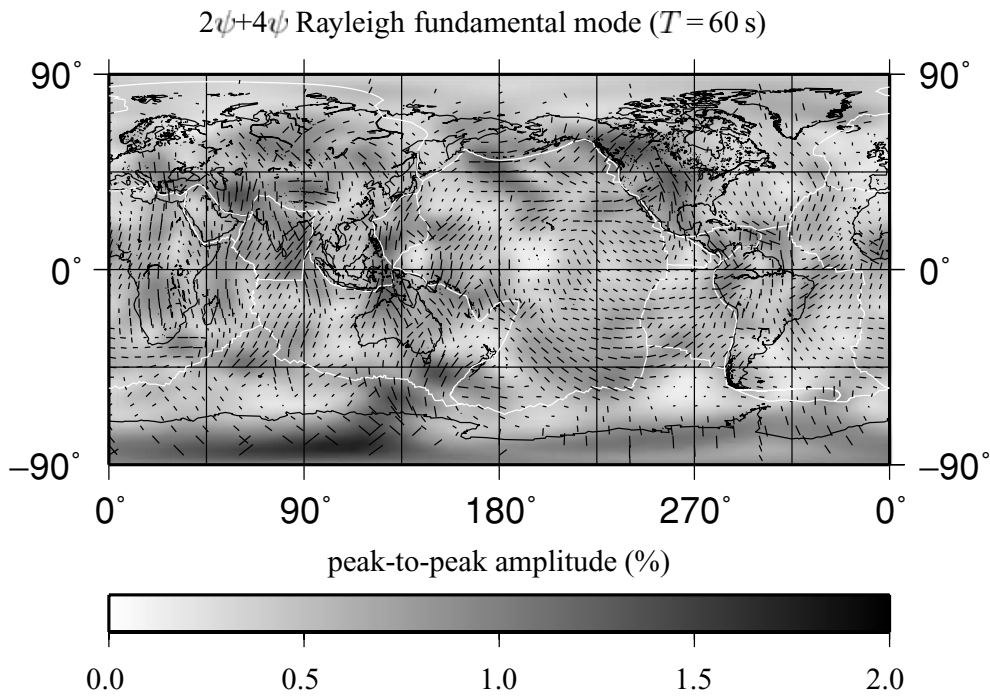 2ψ+4ψ Rayleigh fundamental mode (T = 60 s)
90° 90°
0° 0°
−90° −90°
0° 90° 180° 270° 0°
peak-to-peak amplitude (%)
0.0 0.5 1.0 1.5 2.0